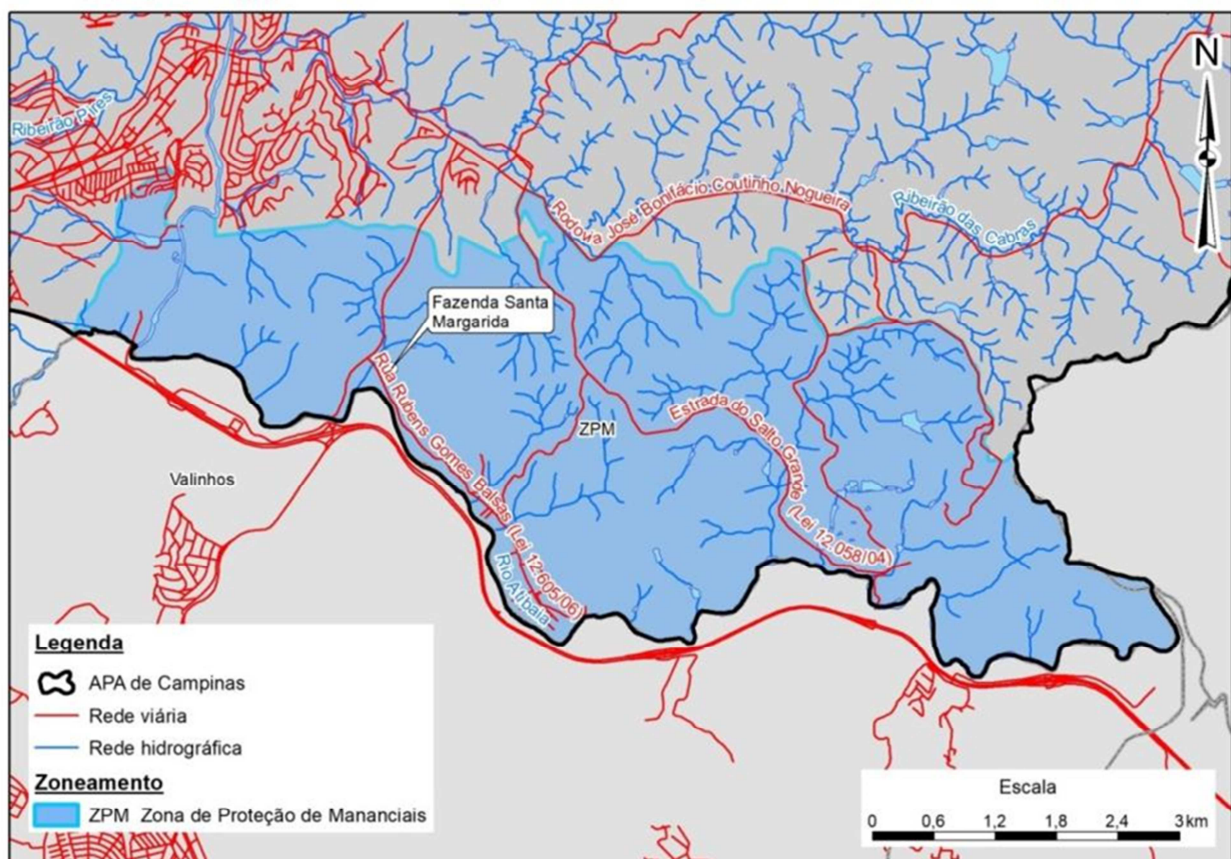 Ribeirão Pires
N
Rodovia José Bonifácio Coutinho Nogueira
Ribeirão das Cabras
Fazenda Santa
Margarida
Rua Rubens Gomes Balsas (Lei 12.605/06)
Estrada do Salto Grande (Lei 12.058/04)
ZPM
Valinhos
Rio Atibaia
Legenda
APA de Campinas
Rede viária
Rede hidrográfica
Zoneamento
ZPM Zona de Proteção de Mananciais
Escala
0 0,6 1,2 1,8 2,4 3 km